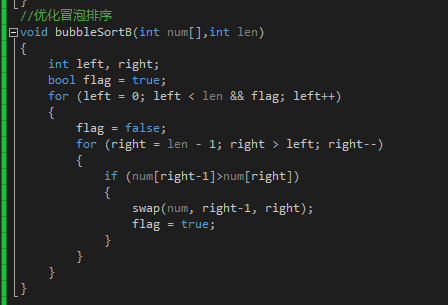 }
//优化冒泡排序
void bubbleSortB(int num[],int len)
{
    int left, right;
    bool flag = true;
    for (left = 0; left < len && flag; left++)
    {
        flag = false;
        for (right = len - 1; right > left; right--)
        {
            if (num[right-1]>num[right])
            {
                swap(num, right-1, right);
                flag = true;
            }
        }
    }
}